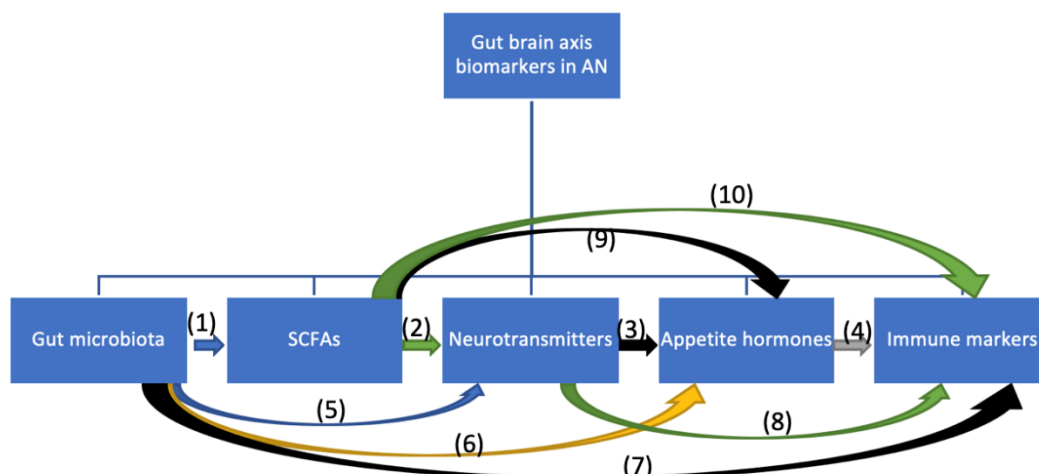 Gut brain axis
biomarkers in AN
(10)
(9)
Gut microbiota
(1)
SCFAs
(2)
Neurotransmitters
(3)
Appetite hormones
(4)
Immune markers
(5)
(6)
(8)
(7)